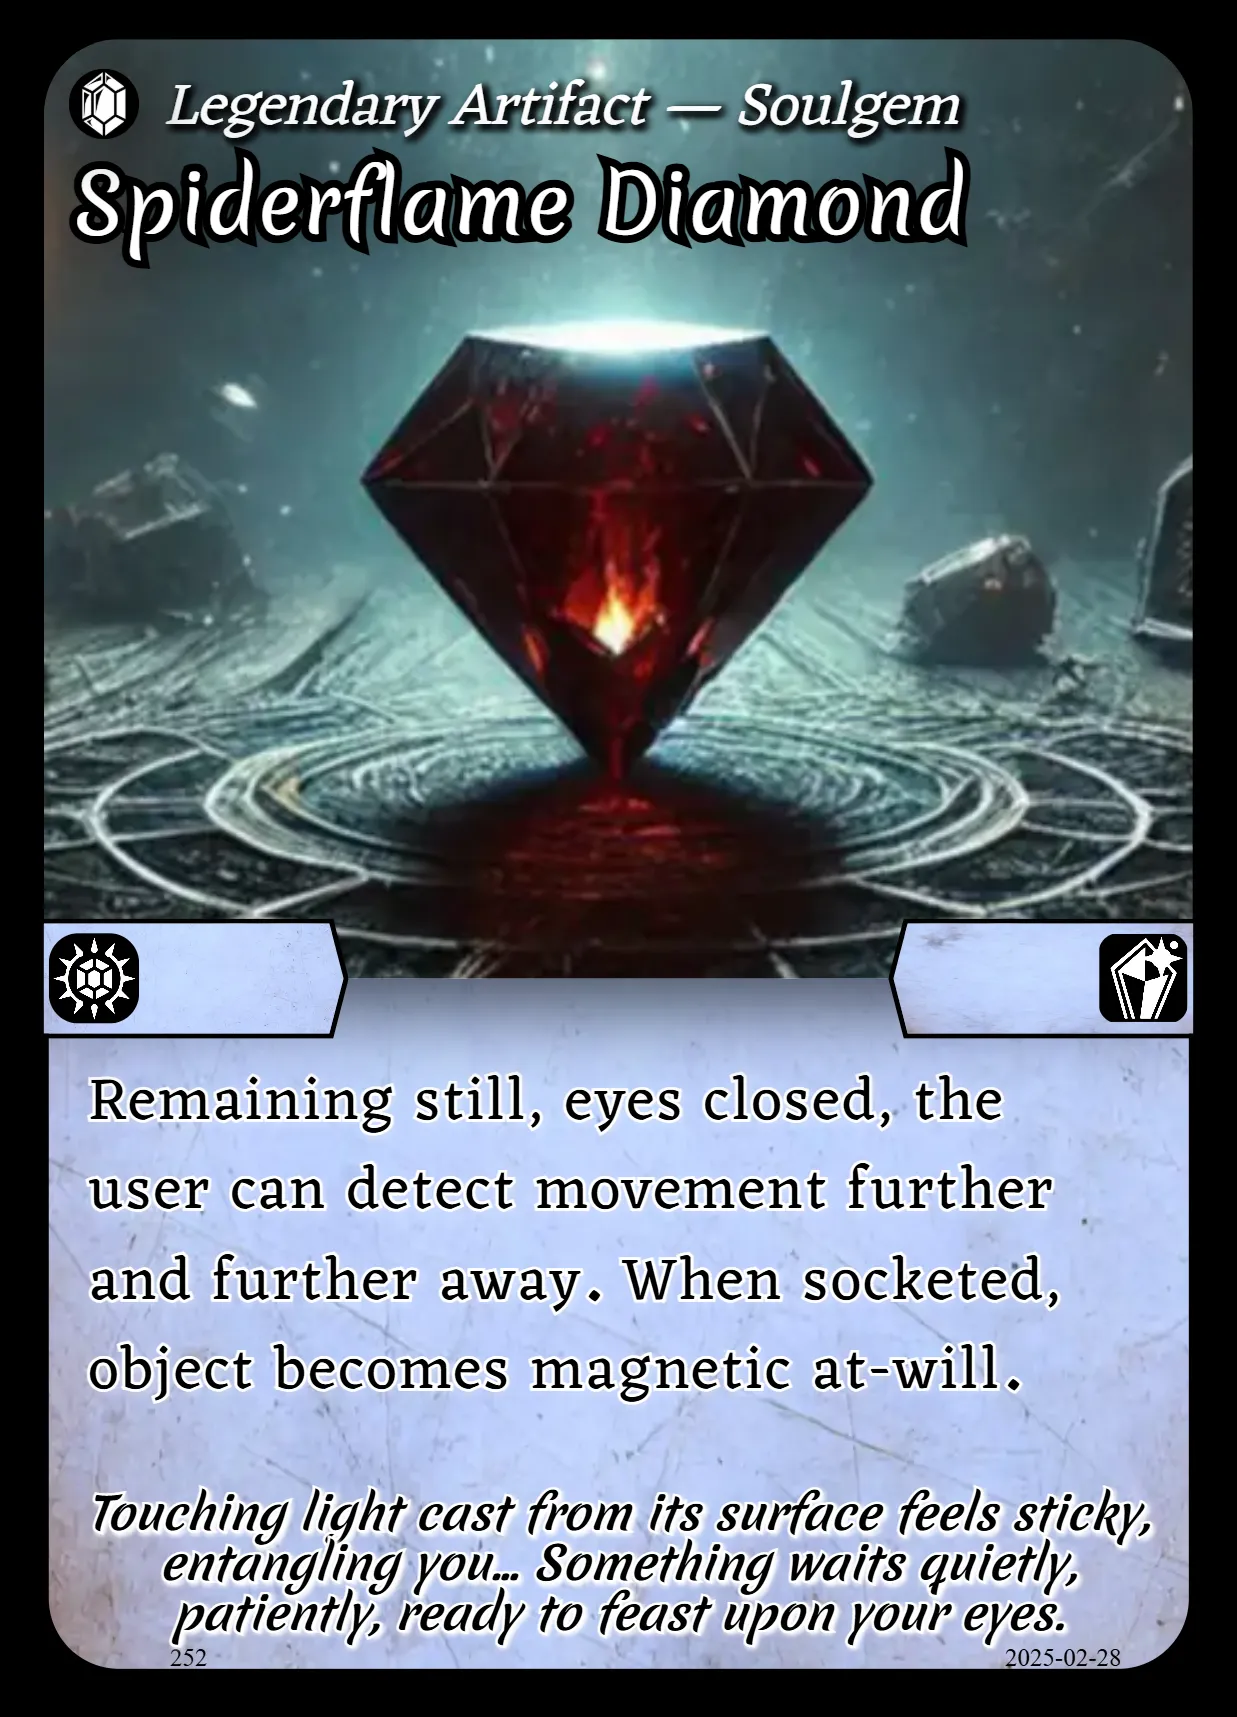 Legendary Artifact — Soulgem
Spiderflame Diamond
Remaining still, eyes closed, the
user can detect movement further
and further away. When socketed,
object becomes magnetic at-will.
Touching light cast from its surface feels sticky,
entangling you... Something waits quietly,
patiently, ready to feast upon your eyes.
252
2025-02-28